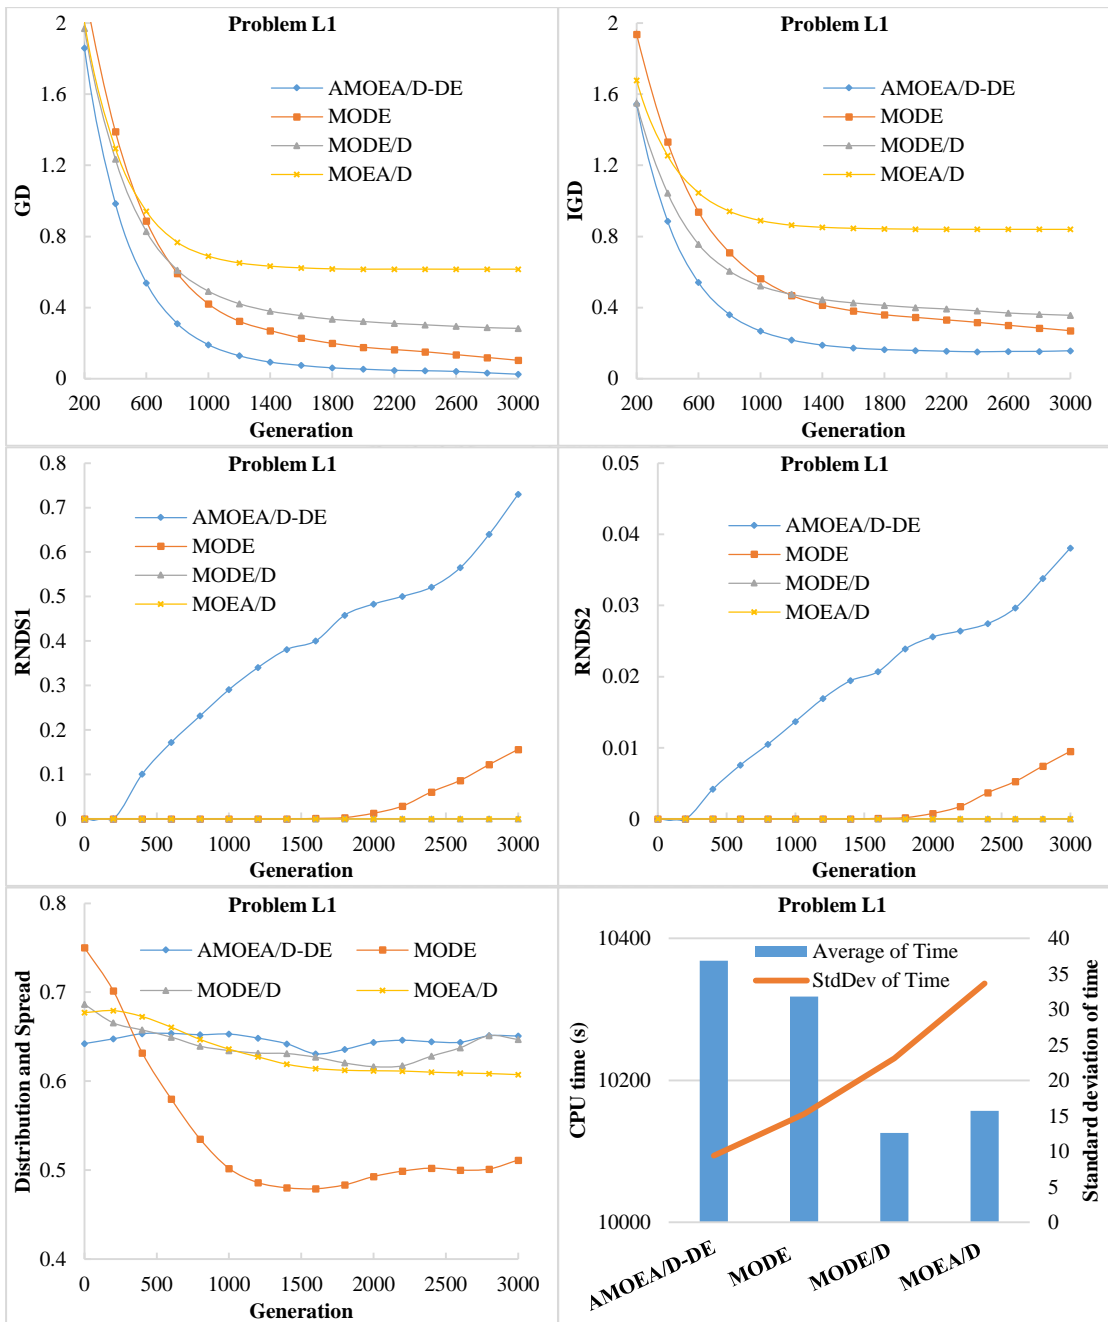 Problem L1
2
1.6
1.2
0.8
0.4
0
GD
AMOEA/D-DE
MODE
MODE/D
MOEA/D
200 600 1000 1400 1800 2200 2600 3000
Generation
Problem L1
2
1.6
1.2
0.8
0.4
0
IGD
AMOEA/D-DE
MODE
MODE/D
MOEA/D
200 600 1000 1400 1800 2200 2600 3000
Generation
Problem L1
0.8
0.7
0.6
0.5
0.4
0.3
0.2
0.1
0
RNDS1
AMOEA/D-DE
MODE
MODE/D
MOEA/D
0 500 1000 1500 2000 2500 3000
Generation
Problem L1
0.05
0.04
0.03
0.02
0.01
0
RNDS2
AMOEA/D-DE
MODE
MODE/D
MOEA/D
0 500 1000 1500 2000 2500 3000
Generation
Problem L1
0.8
0.7
0.6
0.5
0.4
Distribution and Spread
AMOEA/D-DE MODE
MODE/D MOEA/D
0 500 1000 1500 2000 2500 3000
Generation
Problem L1
10400
10200
10000
CPU time (s)
Average of Time
StdDev of Time
40
35
30
25
20
15
10
5
0
Standard deviation of time
AMOEA/D-DE MODE MODE/D MOEA/D